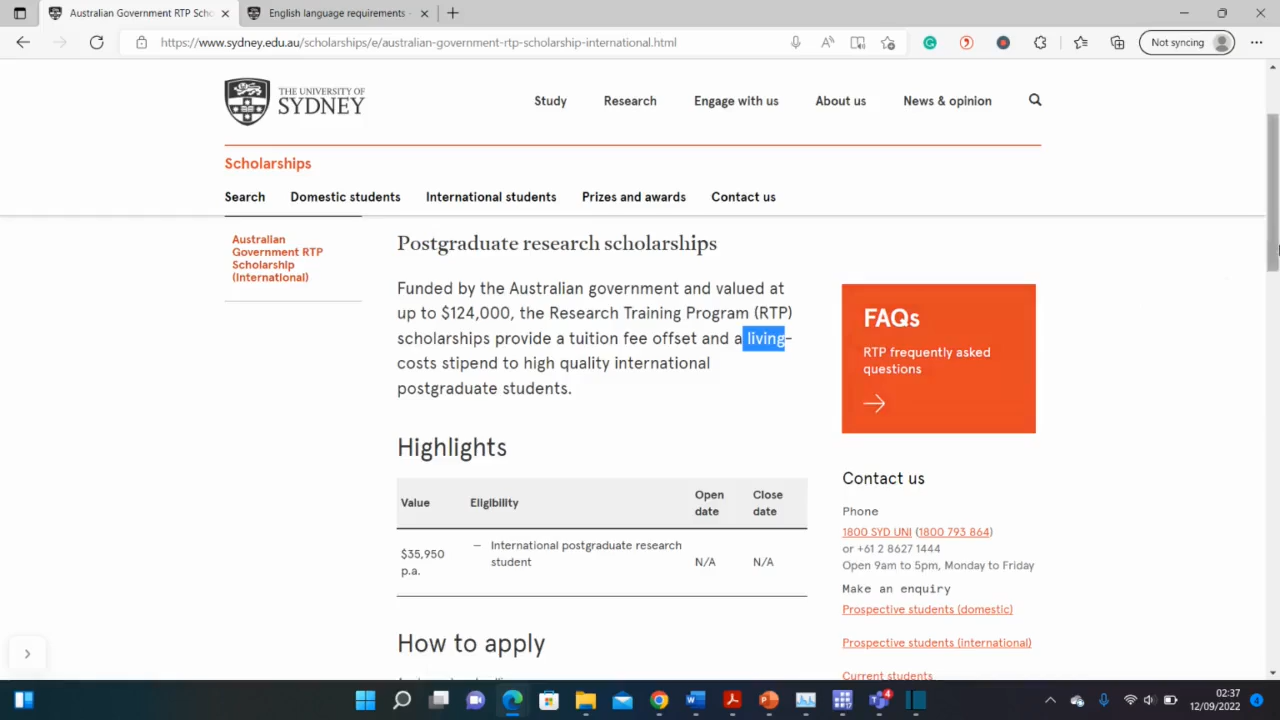 Australian Government RTP Scho
English language requirements -
https://www.sydney.edu.au/scholarships/e/australian-government-rtp-scholarship-international.html
Not syncing
THE UNIVERSITY OF
SYDNEY
Study
Research
Engage with us
About us
News & opinion
Scholarships
Search
Domestic students
International students
Prizes and awards
Contact us
Australian
Government RTP
Scholarship
(International)
Postgraduate research scholarships
Funded by the Australian government and valued at
up to $124,000, the Research Training Program (RTP)
scholarships provide a tuition fee offset and a living-
costs stipend to high quality international
postgraduate students.
Highlights
Value
Eligibility
Open
date
Close
date
$35,950
p.a.
– International postgraduate research
student
N/A
N/A
How to apply
FAQs
RTP frequently asked
questions
Contact us
Phone
1800 SYD UNI (1800 793 864)
or +61 2 8627 1444
Open 9am to 5pm, Monday to Friday
Make an enquiry
Prospective students (domestic)
Prospective students (international)
Current students
4
02:37
12/09/2022
4